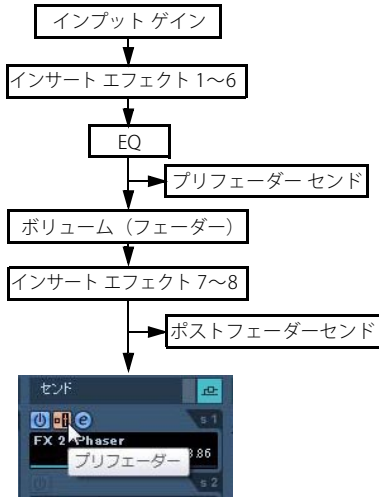 インプット ゲイン
インサート エフェクト 1～6
EQ
プリフェーダー センド
ボリューム（フェーダー）
インサート エフェクト 7～8
ポストフェーダーセンド
センド
e s 1
FX 2-Phaser
3.86
プリフェーダー
s 2